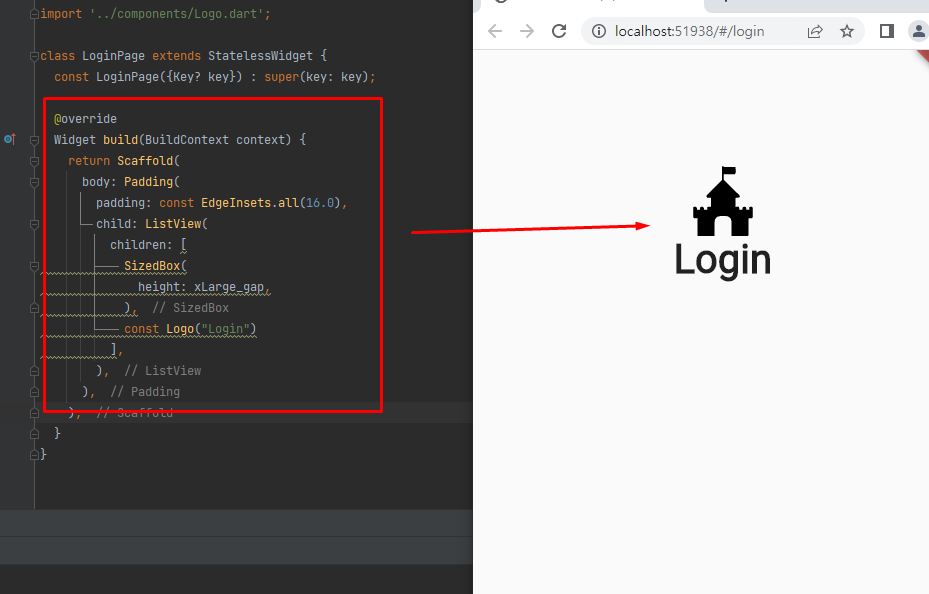 import '../components/Logo.dart';
class LoginPage extends StatelessWidget {
const LoginPage({Key? key}) : super(key: key);
@override
Widget build(BuildContext context) {
return Scaffold(
body: Padding(
padding: const EdgeInsets.all(16.0),
child: ListView(
children: [
SizedBox(
height: xLarge_gap,
), // SizedBox
const Logo("Login")
],
), // ListView
), // Padding
); // Scaffold
}
}
localhost:51938/#/login
Login